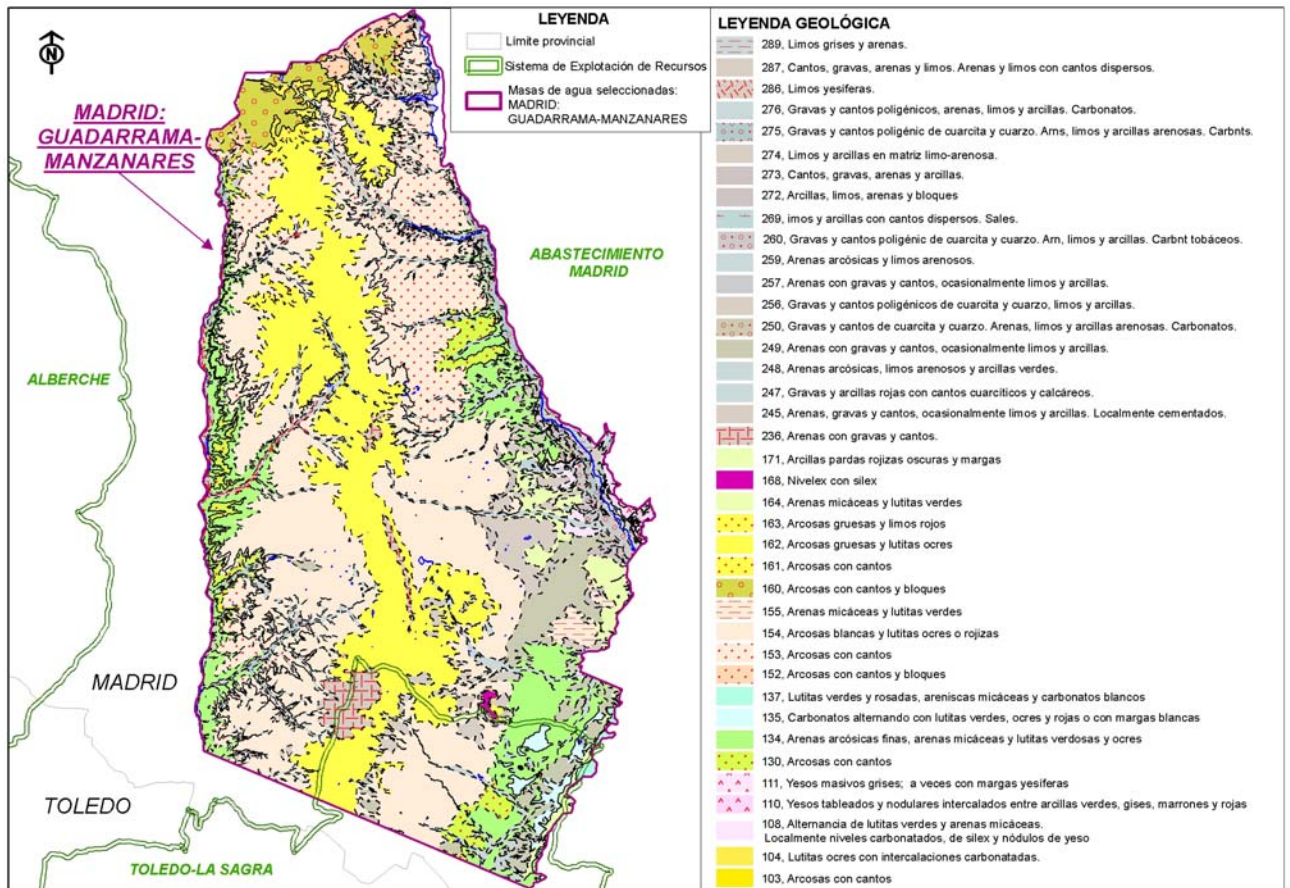 N
MADRID:
GUADARRAMA-
MANZANARES
ALBERCHE
ABASTECIMIENTO
MADRID
MADRID
TOLEDO
TOLEDO-LA SAGRA
LEYENDA
Límite provincial
Sistema de Explotación de Recursos
Masas de agua seleccionadas:
MADRID:
GUADARRAMA-MANZANARES
LEYENDA GEOLÓGICA
289, Limos grises y arenas.
287, Cantos, gravas, arenas y limos. Arenas y limos con cantos dispersos.
286, Limos yesiferas.
276, Gravas y cantos poligénicos, arenas, limos y arcillas. Carbonatos.
275, Gravas y cantos poligénic de cuarcita y cuarzo. Arns, limos y arcillas arenosas. Carbnts.
274, Limos y arcillas en matriz limo-arenosa.
273, Cantos, gravas, arenas y arcillas.
272, Arcillas, limos, arenas y bloques
269, imos y arcillas con cantos dispersos. Sales.
260, Gravas y cantos poligénic de cuarcita y cuarzo. Arn, limos y arcillas. Carbnt tobáceos.
259, Arenas arcósicas y limos arenosos.
257, Arenas con gravas y cantos, ocasionalmente limos y arcillas.
256, Gravas y cantos poligénicos de cuarcita y cuarzo, limos y arcillas.
250, Gravas y cantos de cuarcita y cuarzo. Arenas, limos y arcillas arenosas. Carbonatos.
249, Arenas con gravas y cantos, ocasionalmente limos y arcillas.
248, Arenas arcósicas, limos arenosos y arcillas verdes.
247, Gravas y arcillas rojas con cantos cuarcíticos y calcáreos.
245, Arenas, gravas y cantos, ocasionalmente limos y arcillas. Localmente cementados.
236, Arenas con gravas y cantos.
171, Arcillas pardas rojizas oscuras y margas
168, Nivelex con silex
164, Arenas micáceas y lutitas verdes
163, Arcosas gruesas y limos rojos
162, Arcosas gruesas y lutitas ocres
161, Arcosas con cantos
160, Arcosas con cantos y bloques
155, Arenas micáceas y lutitas verdes
154, Arcosas blancas y lutitas ocres o rojizas
153, Arcosas con cantos
152, Arcosas con cantos y bloques
137, Lutitas verdes y rosadas, areniscas micáceas y carbonatos blancos
135, Carbonatos alternando con lutitas verdes, ocres y rojas o con margas blancas
134, Arenas arcósicas finas, arenas micáceas y lutitas verdosas y ocres
130, Arcosas con cantos
111, Yesos masivos grises; a veces con margas yesíferas
110, Yesos tableados y nodulares intercalados entre arcillas verdes, gises, marrones y rojas
108, Alternancia de lutitas verdes y arenas micáceas.
Localmente niveles carbonatados, de silex y nódulos de yeso
104, Lutitas ocres con intercalaciones carbonatadas.
103, Arcosas con cantos